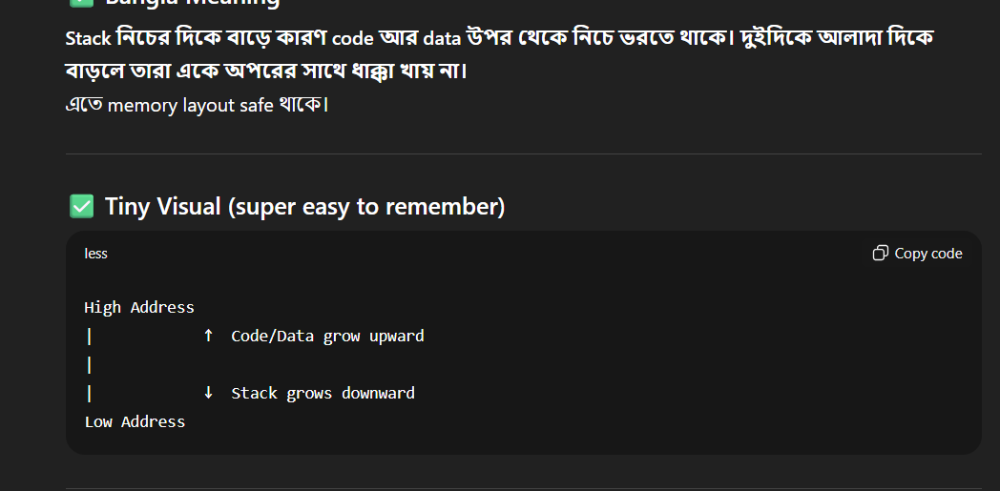 ✅ Bangla Meaning
Stack নিচের দিকে বাড়ে কারণ code আর data উপর থেকে নিচে ভরতে থাকে। দুইদিকে আলাদা দিকে
বাড়লে তারা একে অপরের সাথে ধাক্কা খায় না।
এতে memory layout safe থাকে।
✅ Tiny Visual (super easy to remember)
less Copy code
High Address
| ↑ Code/Data grow upward
|
| ↓ Stack grows downward
Low Address